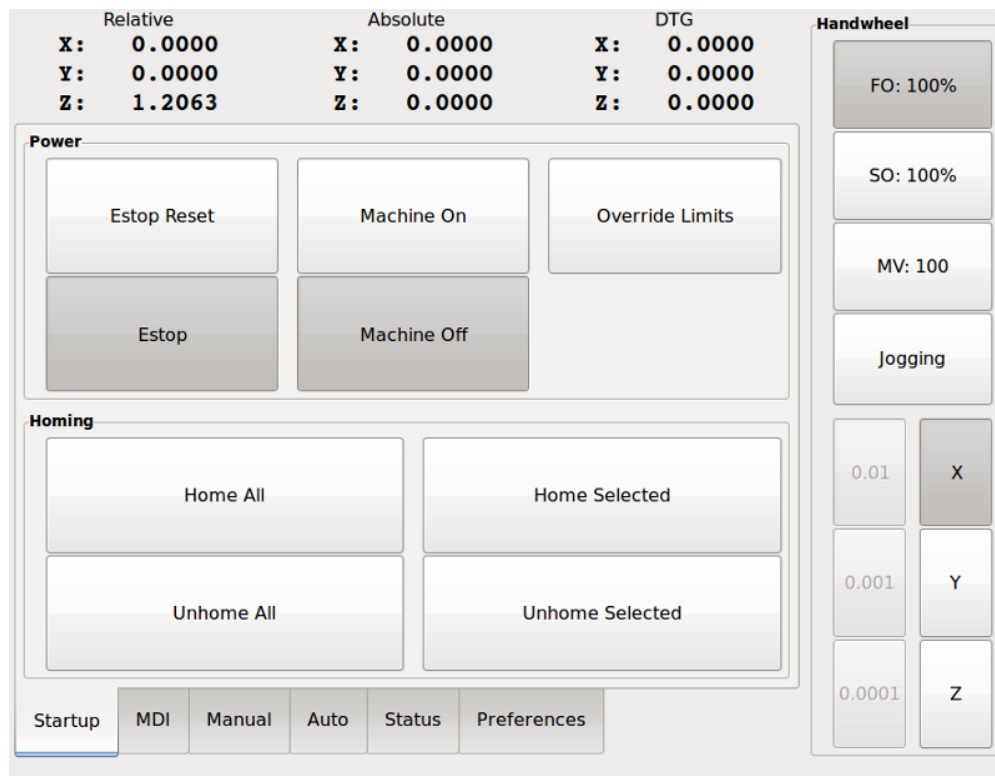 Relative Absolute DTG
X: 0.0000 X: 0.0000 X: 0.0000
Y: 0.0000 Y: 0.0000 Y: 0.0000
Z: 1.2063 Z: 0.0000 Z: 0.0000
Power
Estop Reset Machine On Override Limits
Estop Machine Off
Homing
Home All Home Selected
Unhome All Unhome Selected
Startup MDI Manual Auto Status Preferences
Handwheel
FO: 100%
SO: 100%
MV: 100
Jogging
0.01 X
0.001 Y
0.0001 Z